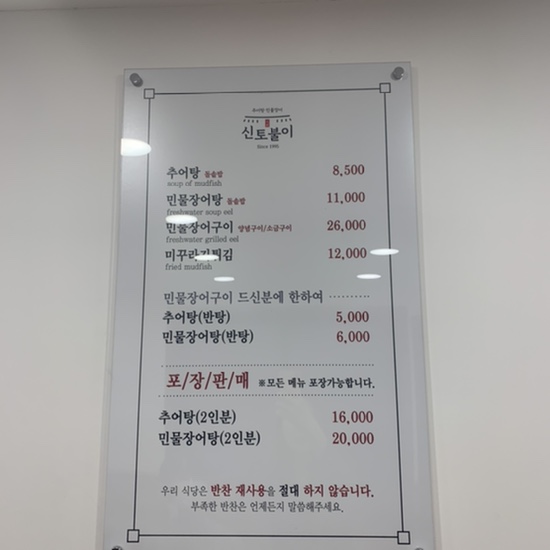 추어탕·민물장어
신토불이
Since 1995
추어탕 돌솥밥 8,500
soup of mudfish
민물장어탕 돌솥밥 11,000
freshwater soup eel
민물장어구이 양념구이/소금구이 26,000
freshwater grilled eel
미꾸라지튀김 12,000
fried mudfish
민물장어구이 드신분에 한하여
추어탕(반탕) 5,000
민물장어탕(반탕) 6,000
포/장/판/매 ※모든 메뉴 포장가능합니다.
추어탕(2인분) 16,000
민물장어탕(2인분) 20,000
우리 식당은 반찬 재사용을 절대 하지 않습니다.
부족한 반찬은 언제든지 말씀해주세요.